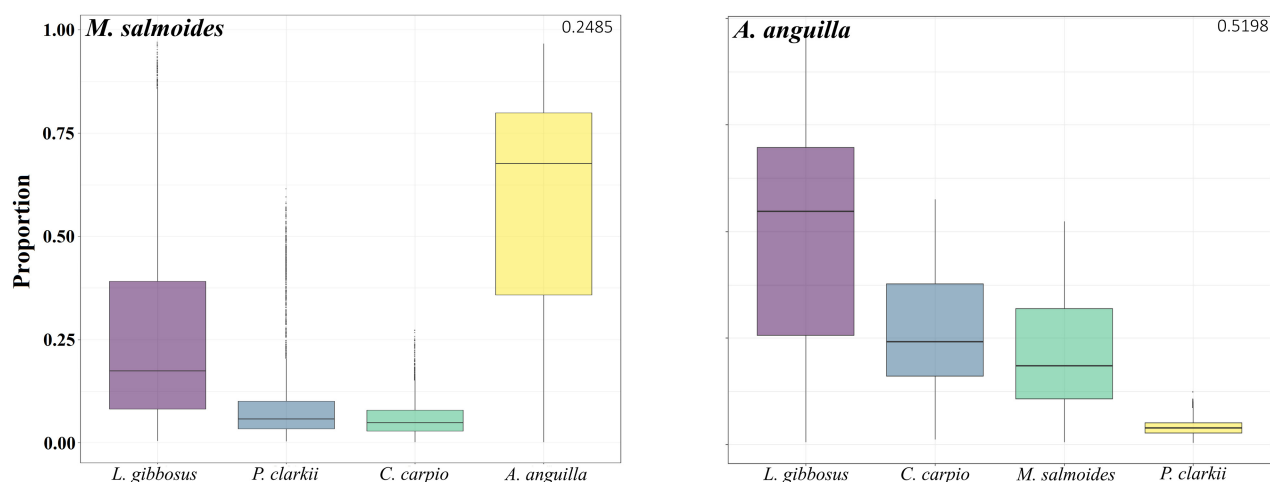 M. salmoides
0.2485
1.00
0.75
0.50
0.25
0.00
Proportion
L. gibbosus P. clarkii C. carpio A. anguilla
A. anguilla
0.5198
L. gibbosus C. carpio M. salmoides P. clarkii